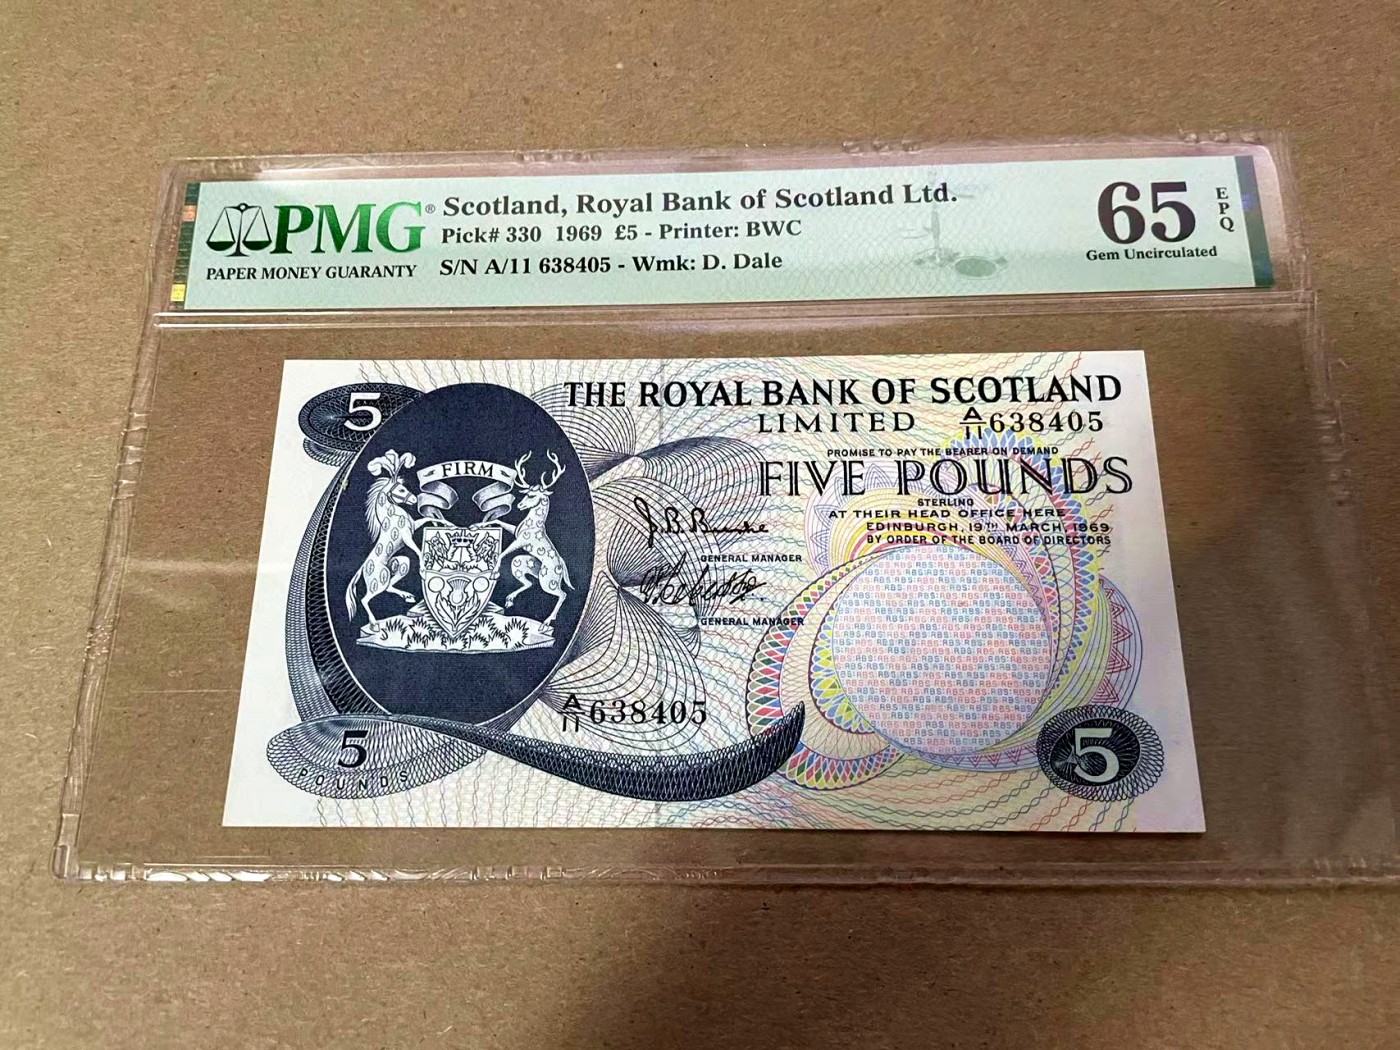 PMG®
PAPER MONEY GUARANTY
Scotland, Royal Bank of Scotland Ltd.
Pick# 330 1969 £5 - Printer: BWC
S/N A/11 638405 - Wmk: D. Dale
65
EPQ
Gem Uncirculated
5
FIRM
THE ROYAL BANK OF SCOTLAND
LIMITED A/11 638405
PROMISE TO PAY THE BEARER ON DEMAND
FIVE POUNDS
STERLING
AT THEIR HEAD OFFICE HERE
EDINBURGH, 19TH MARCH, 1969
BY ORDER OF THE BOARD OF DIRECTORS
GENERAL MANAGER
GENERAL MANAGER
A/11 638405
5
POUNDS
5